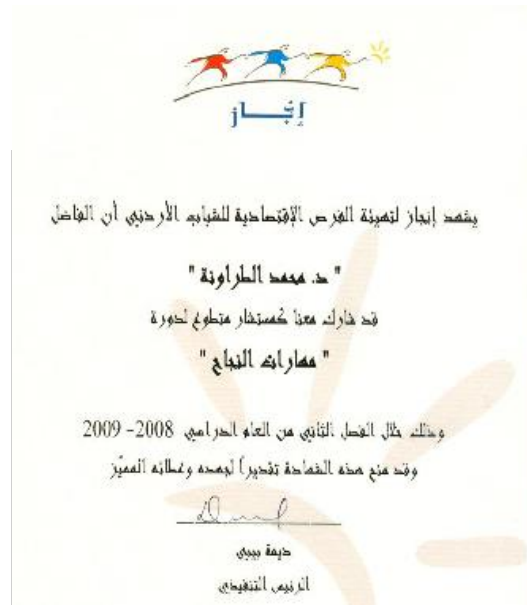 إنجاز
يشهد إنجاز لتهيئة الفرص الإقتصادية للشباب الأردني أن الفاضل
" د. محمد الطراونة "
قد شارك معنا كمستشار متطوع لدورة
" مهارات النجاح "
وذلك خلال الفصل الثاني من العام الدراسي 2008- 2009
وقد منح هذه الشهادة تقديراً لجهده وعطائه المميّز
ديمة بيبي
الرئيس التنفيذي